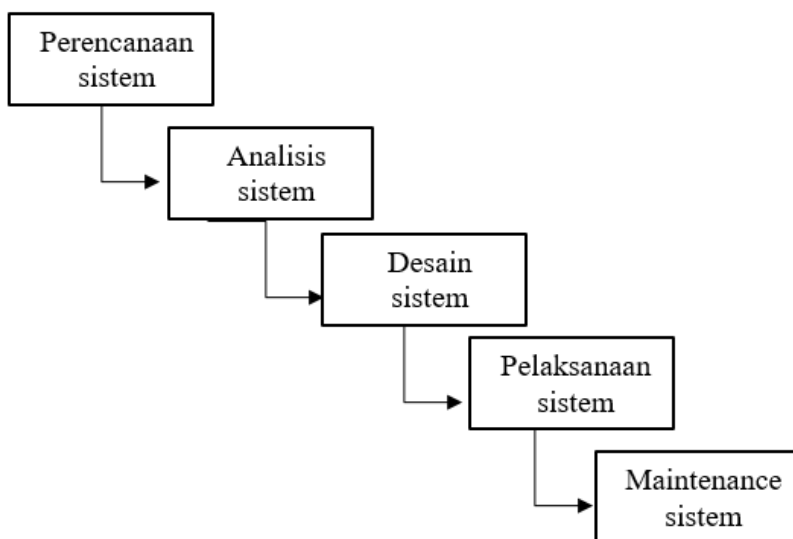 Perencanaan
sistem
Analisis
sistem
Desain
sistem
Pelaksanaan
sistem
Maintenance
sistem